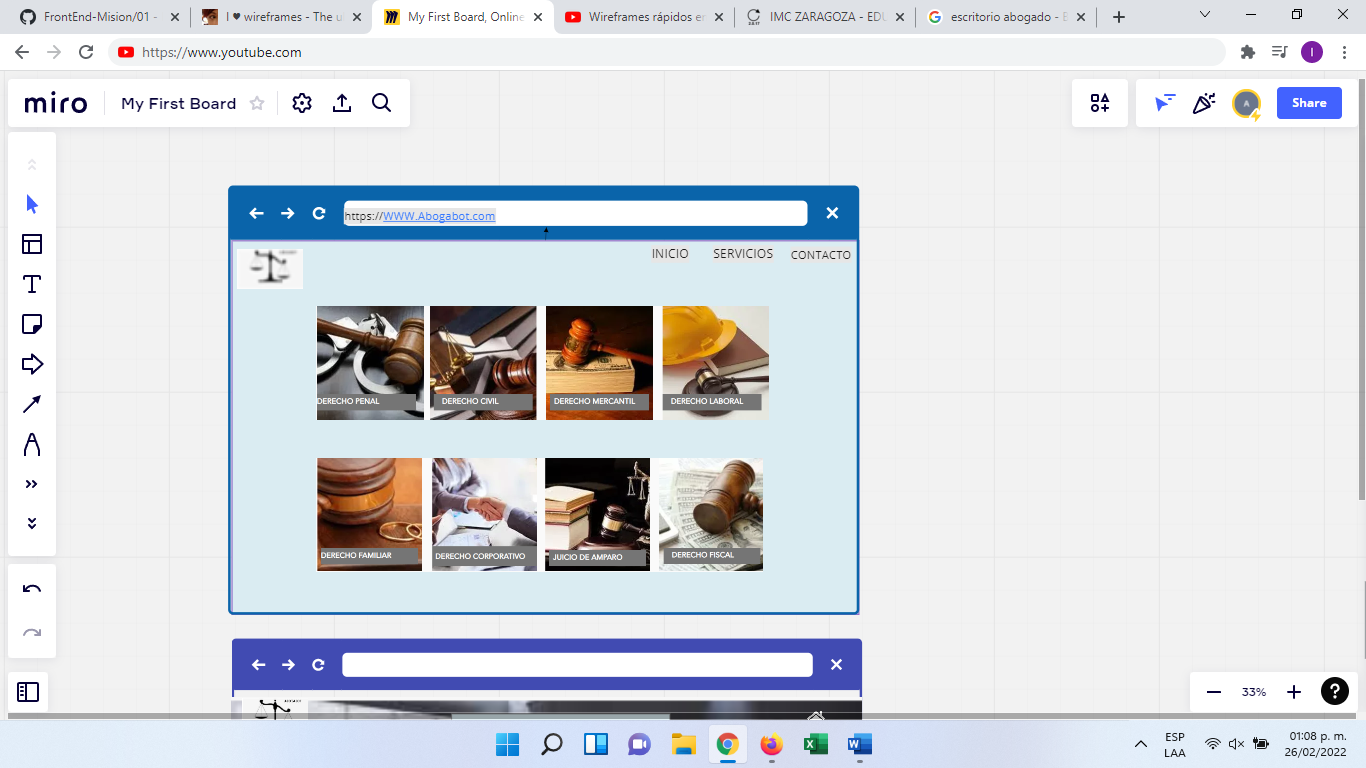 FrontEnd-Mision/01 -
I ♥ wireframes - The u
My First Board, Online
Wireframes rápidos en
IMC ZARAGOZA - EDU
escritorio abogado - B
https://www.youtube.com
I
miro
My First Board
A
Share
https://WWW.Abogabot.com
INICIO SERVICIOS CONTACTO
DERECHO PENAL
DERECHO CIVIL
DERECHO MERCANTIL
DERECHO LABORAL
DERECHO FAMILIAR
DERECHO CORPORATIVO
JUICIO DE AMPARO
DERECHO FISCAL
33%
?
ESP
LAA
01:08 p. m.
26/02/2022